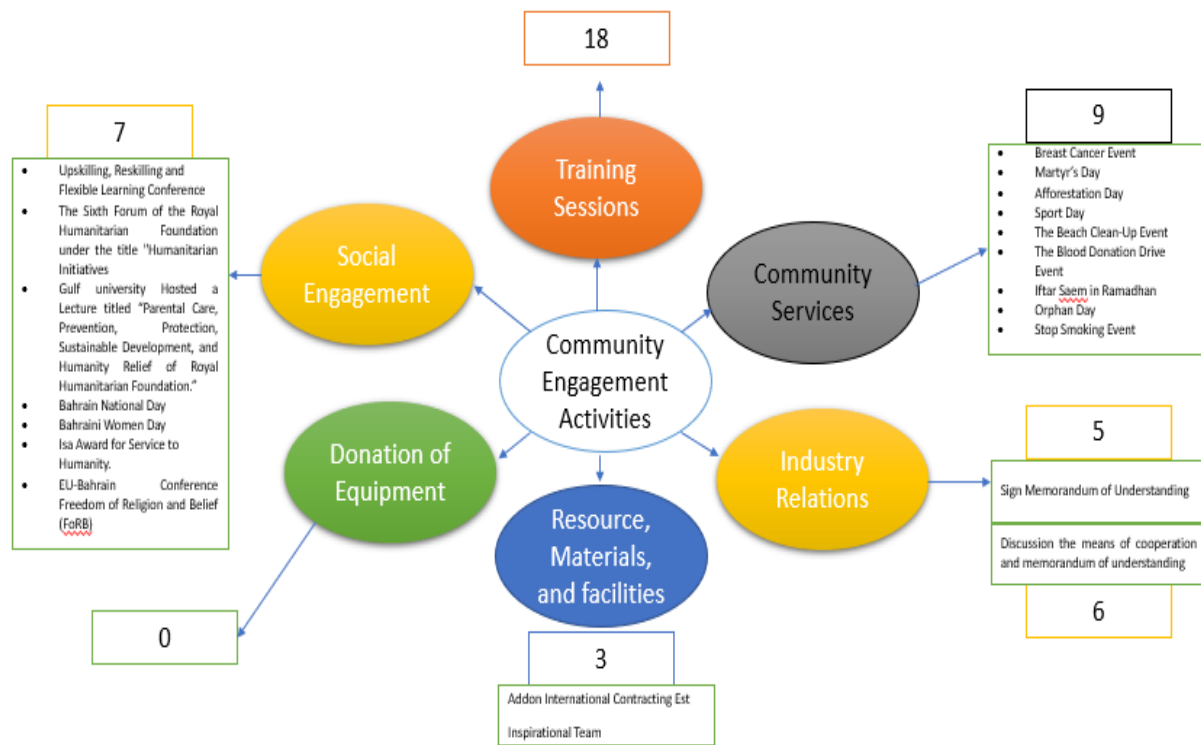 18
Training
Sessions
7
• Upskilling, Reskilling and
Flexible Learning Conference
• The Sixth Forum of the Royal
Humanitarian Foundation
under the title "Humanitarian
Initiatives
• Gulf university Hosted a
Lecture titled “Parental Care,
Prevention, Protection,
Sustainable Development, and
Humanity Relief of Royal
Humanitarian Foundation.”
• Bahrain National Day
• Bahraini Women Day
• Isa Award for Service to
Humanity.
• EU-Bahrain Conference
Freedom of Religion and Belief
(FoRB)
Social
Engagement
9
• Breast Cancer Event
• Martyr’s Day
• Afforestation Day
• Sport Day
• The Beach Clean-Up Event
• The Blood Donation Drive
Event
• Iftar Saem in Ramadhan
• Orphan Day
• Stop Smoking Event
Community
Services
Community
Engagement
Activities
Donation of
Equipment
0
Resource,
Materials,
and facilities
3
Addon International Contracting Est
Inspirational Team
Industry
Relations
5
Sign Memorandum of Understanding
Discussion the means of cooperation
and memorandum of understanding
6